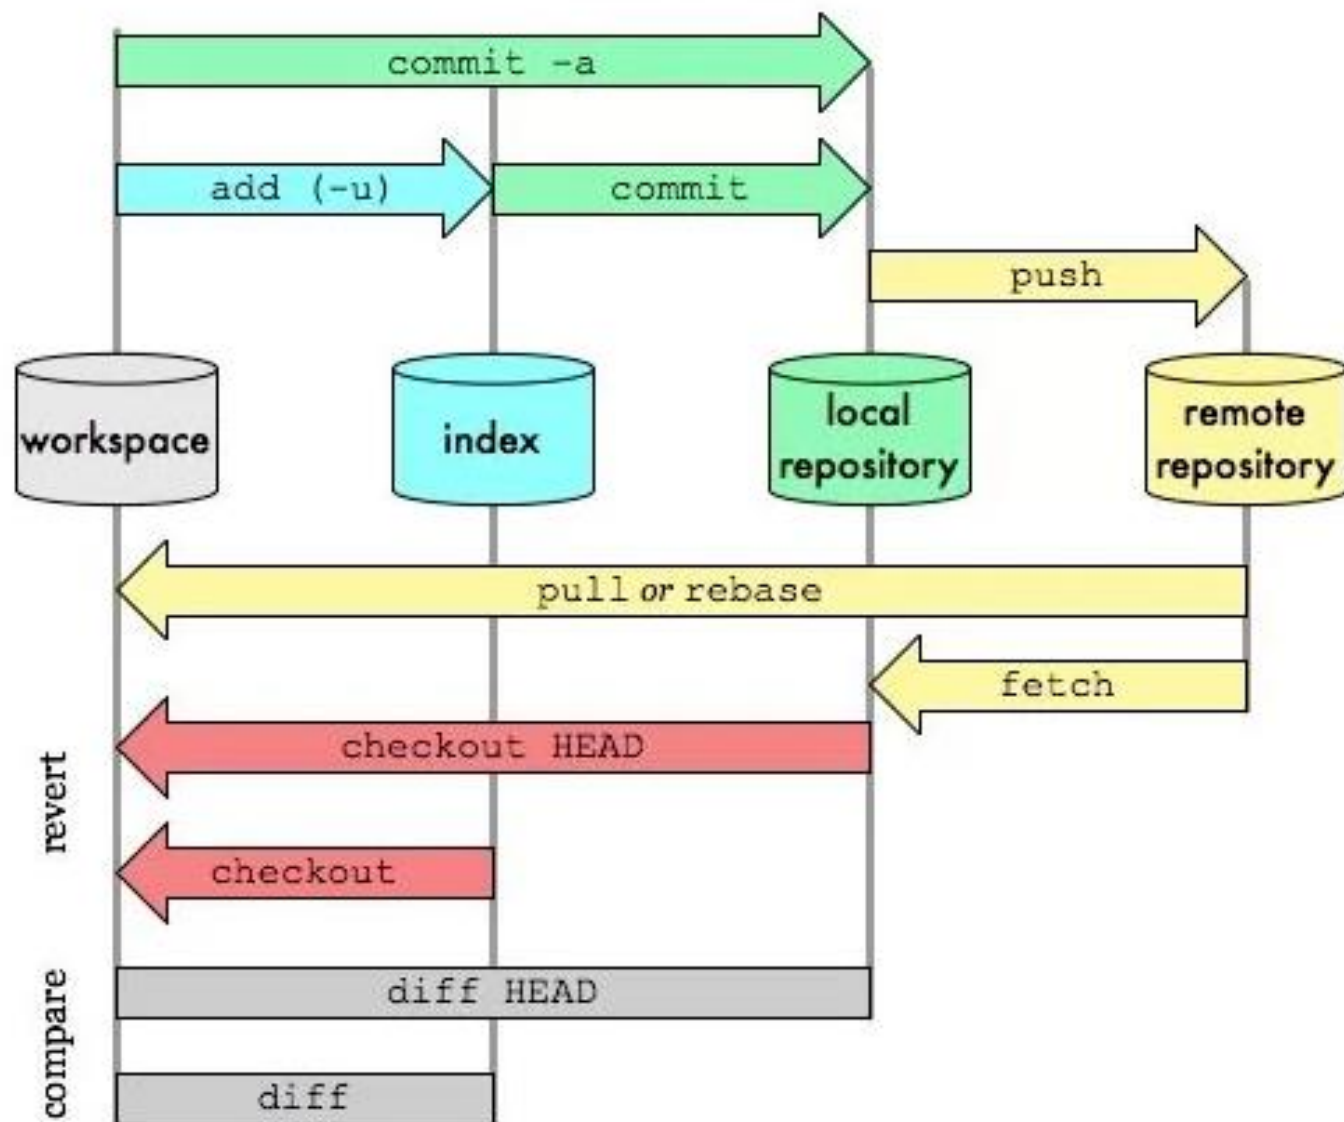 commit -a
add (-u)
commit
push
workspace
index
local
repository
remote
repository
pull or rebase
fetch
revert
checkout HEAD
checkout
compare
diff HEAD
diff